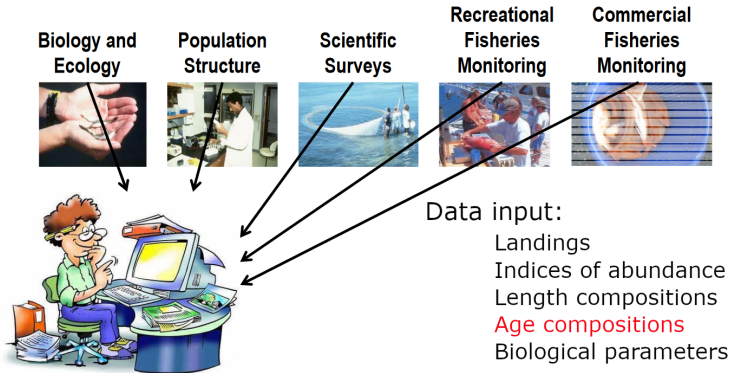 Biology and
Ecology
Population
Structure
Scientific
Surveys
Recreational
Fisheries
Monitoring
Commercial
Fisheries
Monitoring
Data input:
Landings
Indices of abundance
Length compositions
Age compositions
Biological parameters